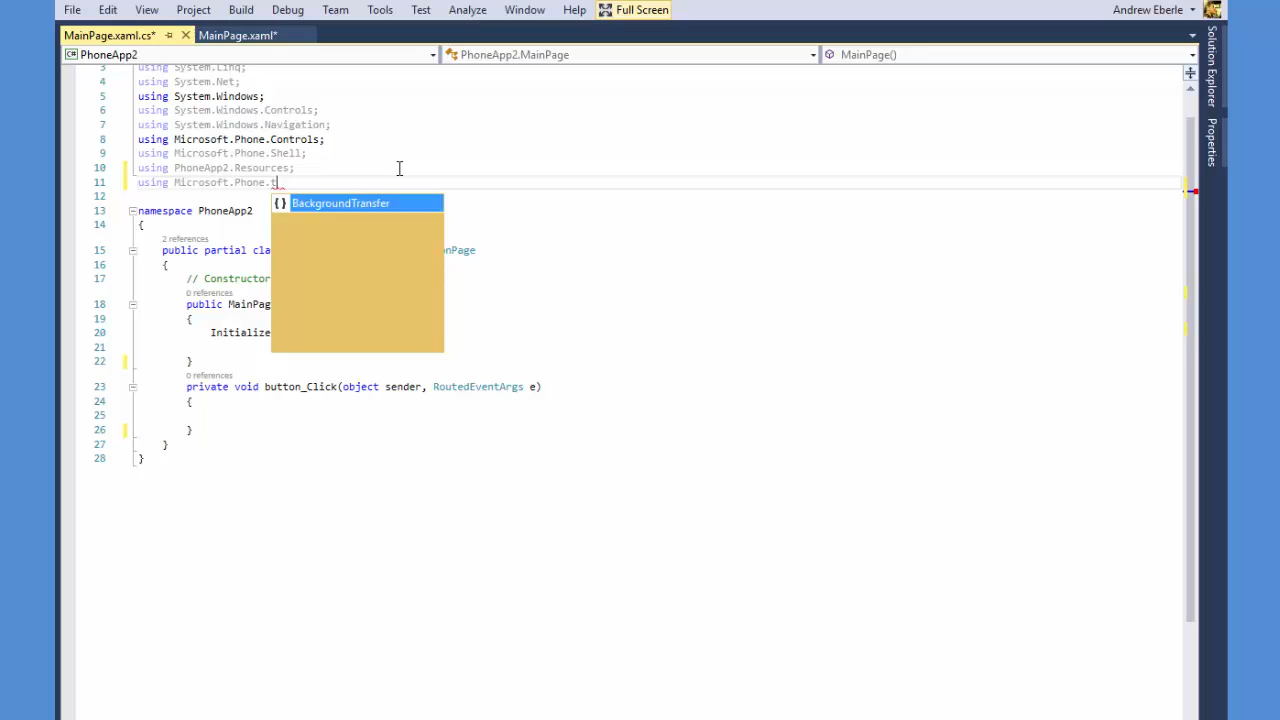 File Edit View Project Build Debug Team Tools Test Analyze Window Help Full Screen Andrew Eberle
MainPage.xaml.cs* MainPage.xaml*
PhoneApp2 PhoneApp2.MainPage MainPage()
3 using System.Linq;
4 using System.Net;
5 using System.Windows;
6 using System.Windows.Controls;
7 using System.Windows.Navigation;
8 using Microsoft.Phone.Controls;
9 using Microsoft.Phone.Shell;
10 using PhoneApp2.Resources;
11 using Microsoft.Phone.t
{} BackgroundTransfer
12
13 namespace PhoneApp2
14 {
2 references
15 public partial cla onPage
16 {
17 // Constructor
0 references
18 public MainPag
19 {
20 Initialize
21
22 }
0 references
23 private void button_Click(object sender, RoutedEventArgs e)
24 {
25
26 }
27 }
28 }
Solution Explorer
Properties